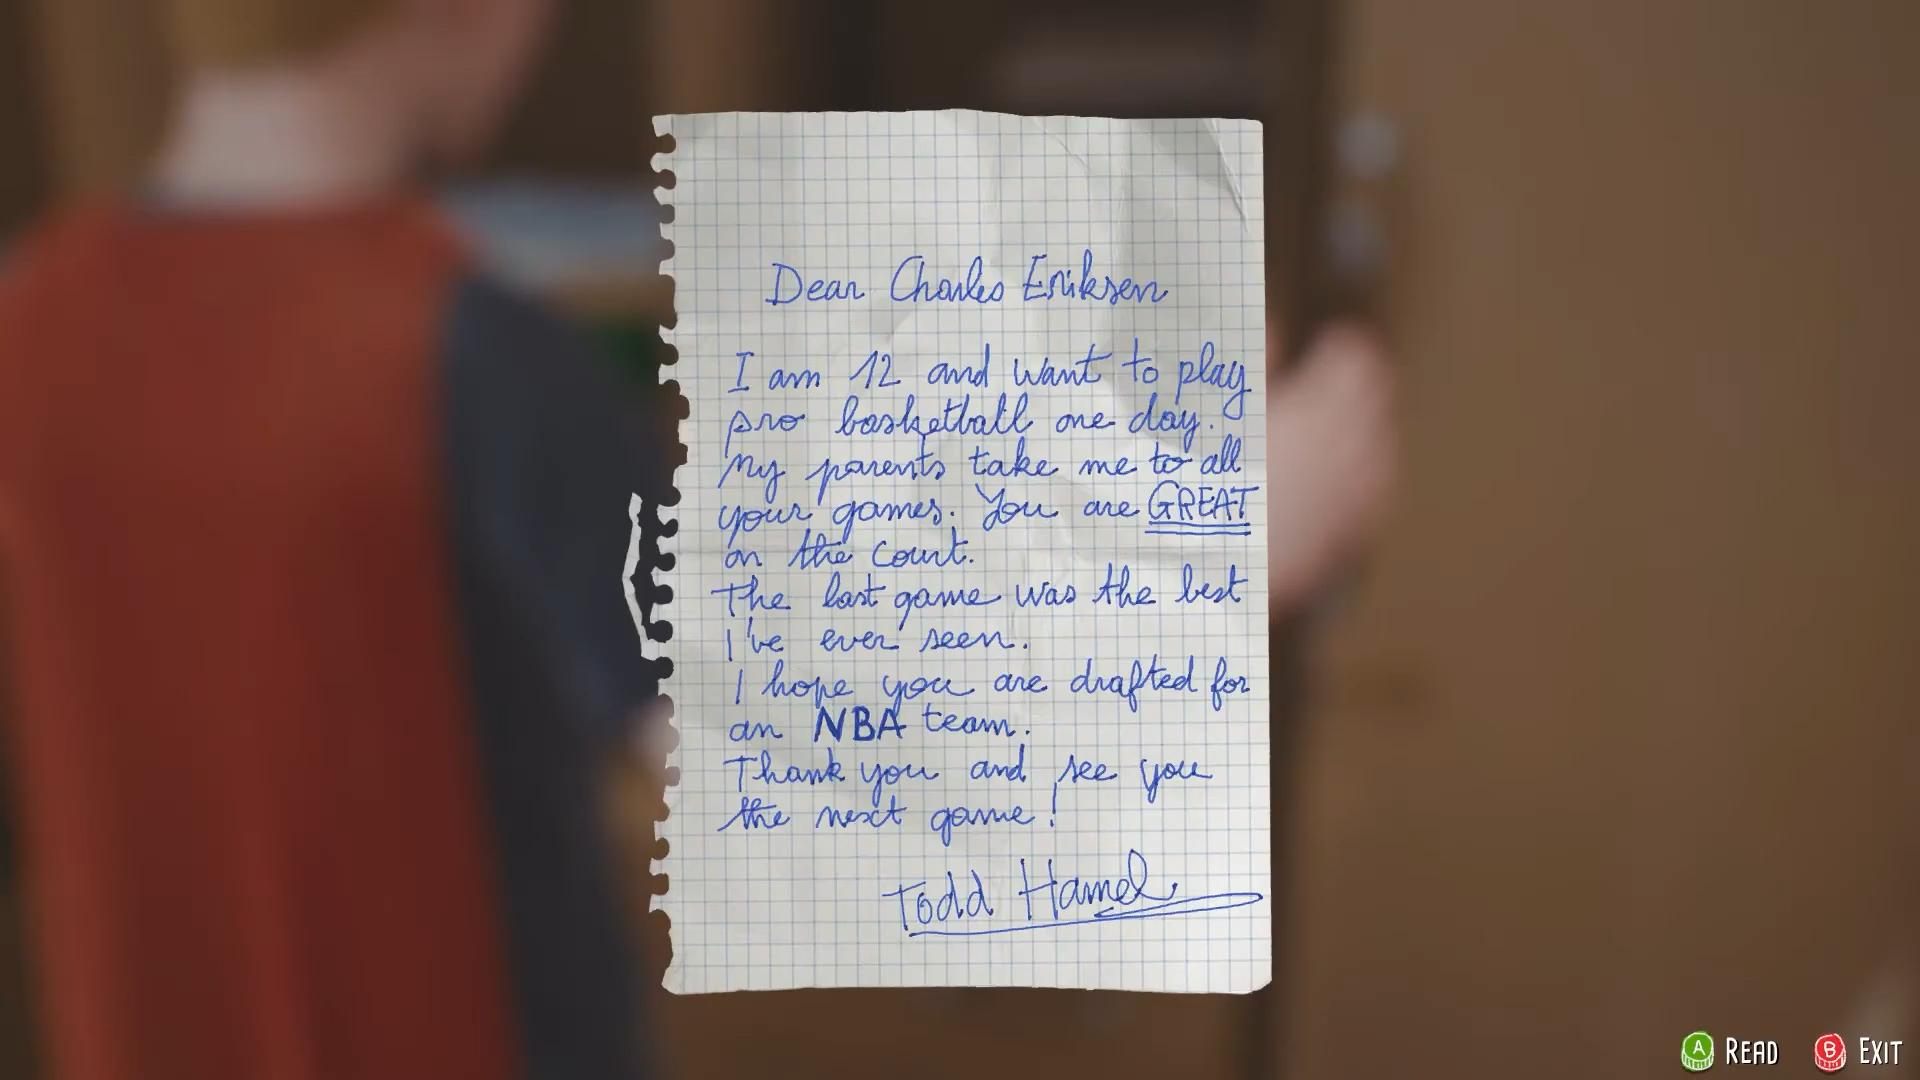 Dear Charles Eriksen
I am 12 and want to play
pro basketball one day.
My parents take me to all
your games. You are GREAT
on the court.
The last game was the best
I've ever seen.
I hope you are drafted for
an NBA team.
Thank you and see you
the next game!
Todd Hamel
A READ B EXIT